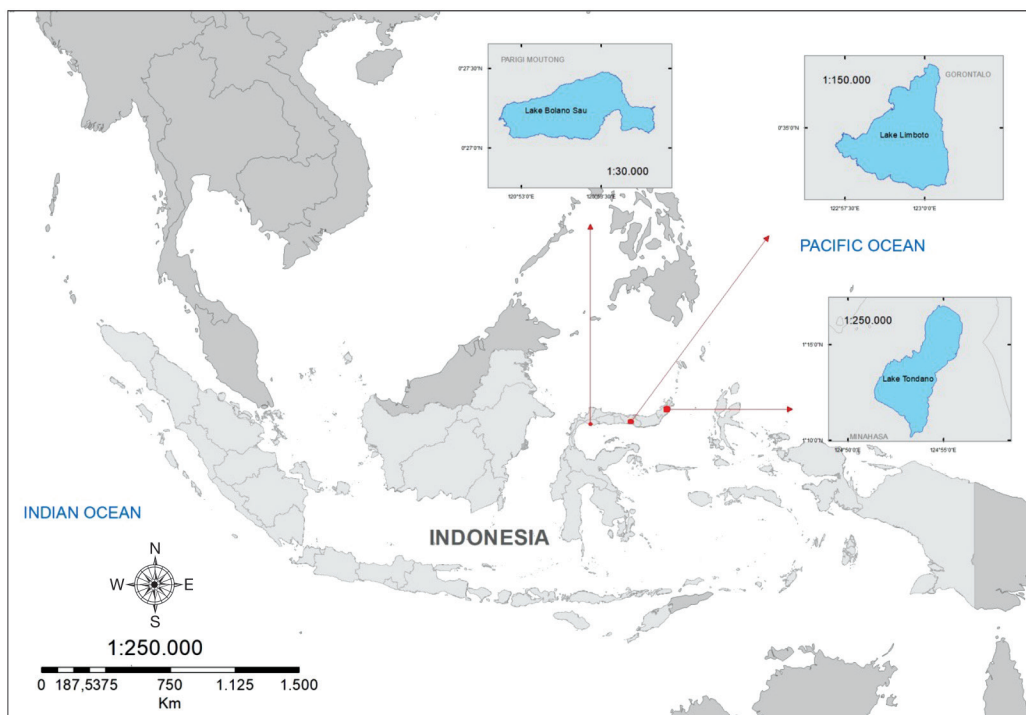 PARIGI MOUTONG
0°27'30"N
Lake Bolano Sau
0°27'0"N
1:30.000
120°53'0"E
1:150.000
GORONTALO
0°35'0"N
Lake Limboto
122°57'30"E
123°0'0"E
PACIFIC OCEAN
1:250.000
1°15'0"N
Lake Tondano
1°10'0"N
MINAHASA
124°50'0"E
124°55'0"E
INDIAN OCEAN
INDONESIA
N
W
E
S
1:250.000
0 187,5375 750 1.125 1.500
Km